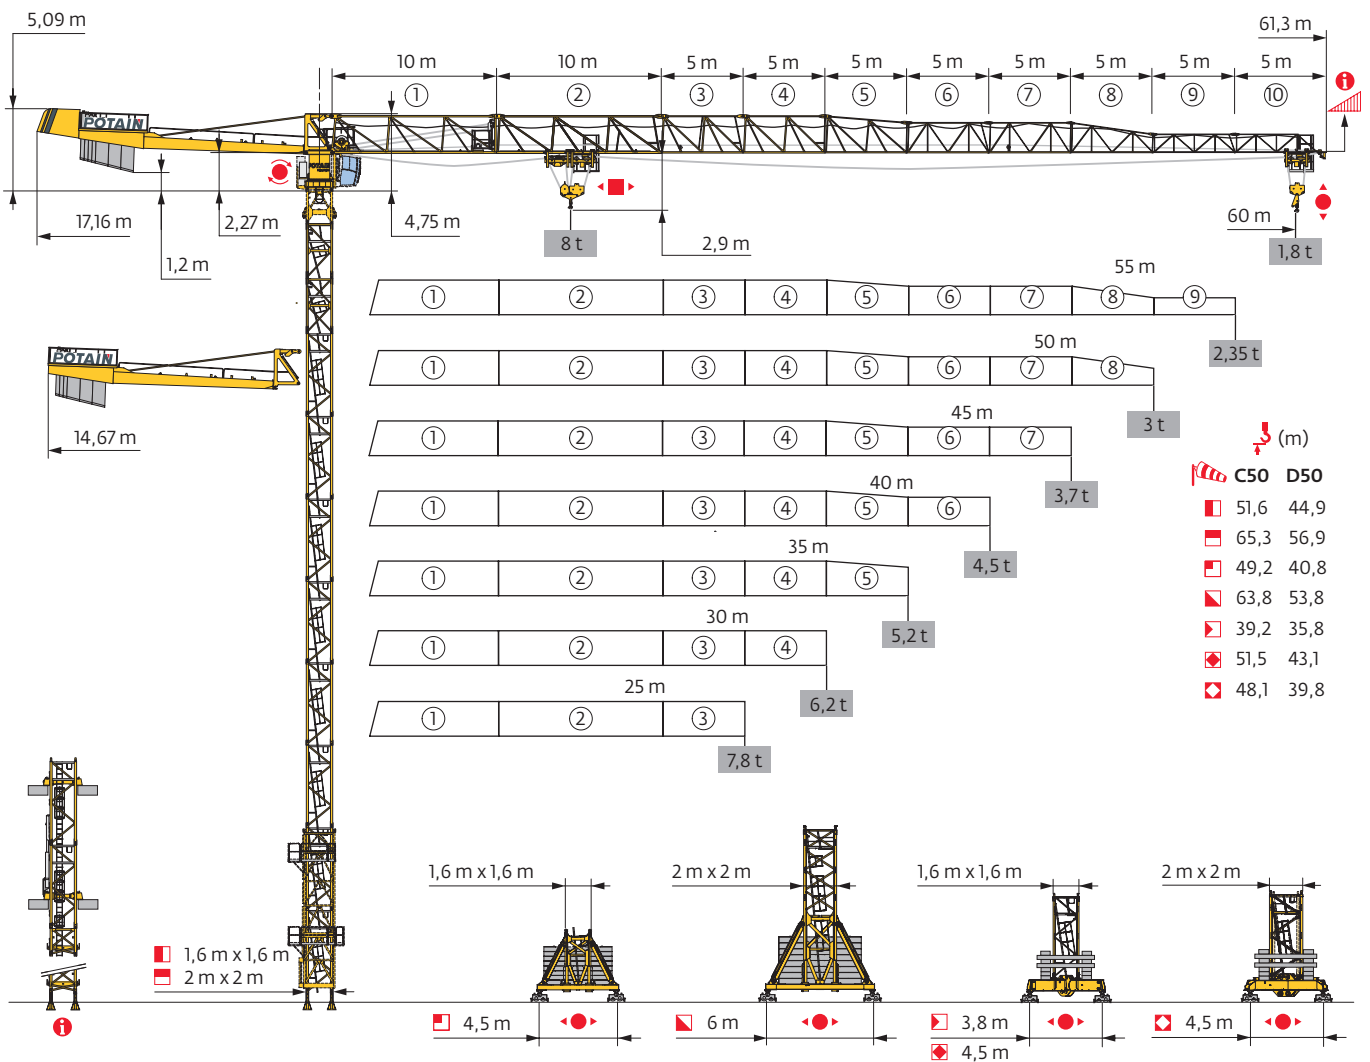 5,09 m
61,3 m
10 m 10 m 5 m 5 m 5 m 5 m 5 m 5 m 5 m 5 m
① ② ③ ④ ⑤ ⑥ ⑦ ⑧ ⑨ ⑩
i
POTAIN
POTAIN
17,16 m
2,27 m
4,75 m
60 m
8 t
2,9 m
1,8 t
1,2 m
55 m
① ② ③ ④ ⑤ ⑥ ⑦ ⑧ ⑨
2,35 t
50 m
POTAIN
① ② ③ ④ ⑤ ⑥ ⑦ ⑧
3 t
14,67 m
45 m
① ② ③ ④ ⑤ ⑥ ⑦
3,7 t
40 m
① ② ③ ④ ⑤ ⑥
4,5 t
35 m
① ② ③ ④ ⑤
5,2 t
30 m
① ② ③ ④
6,2 t
25 m
① ② ③
7,8 t
(m)
C50 D50
51,6 44,9
65,3 56,9
49,2 40,8
63,8 53,8
39,2 35,8
51,5 43,1
48,1 39,8
1,6 m x 1,6 m
2 m x 2 m
1,6 m x 1,6 m
2 m x 2 m
POTAIN
1,6 m x 1,6 m
2 m x 2 m
i
4,5 m
6 m
3,8 m
4,5 m
4,5 m